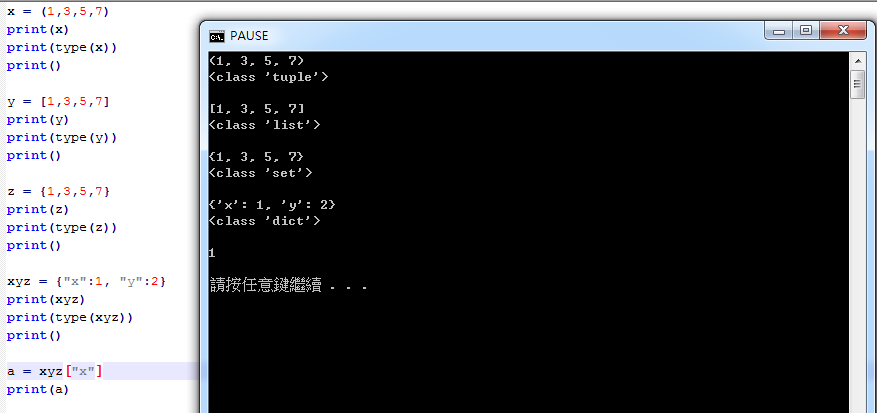 x = (1,3,5,7)
print(x)
print(type(x))
print()
y = [1,3,5,7]
print(y)
print(type(y))
print()
z = {1,3,5,7}
print(z)
print(type(z))
print()
xyz = {"x":1, "y":2}
print(xyz)
print(type(xyz))
print()
a = xyz["x"]
print(a)
C:\.
PAUSE
(1, 3, 5, 7)
<class 'tuple'>
[1, 3, 5, 7]
<class 'list'>
{1, 3, 5, 7}
<class 'set'>
{'x': 1, 'y': 2}
<class 'dict'>
1
請按任意鍵繼續 . . .